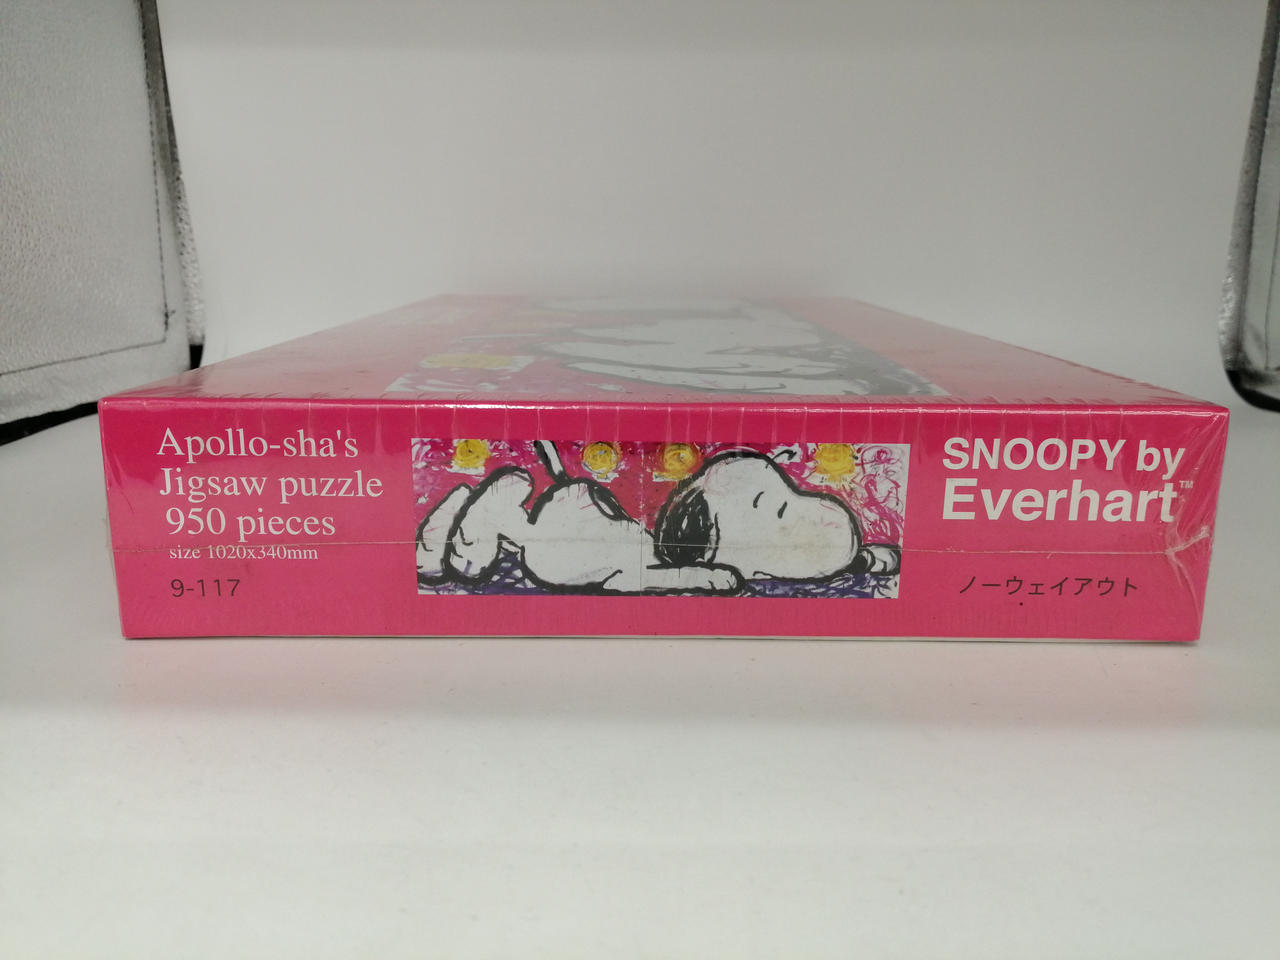 Apollo-sha's
Jigsaw puzzle
950 pieces
size 1020x340mm
9-117
SNOOPY by
Everhart™
ノーウェイアウト